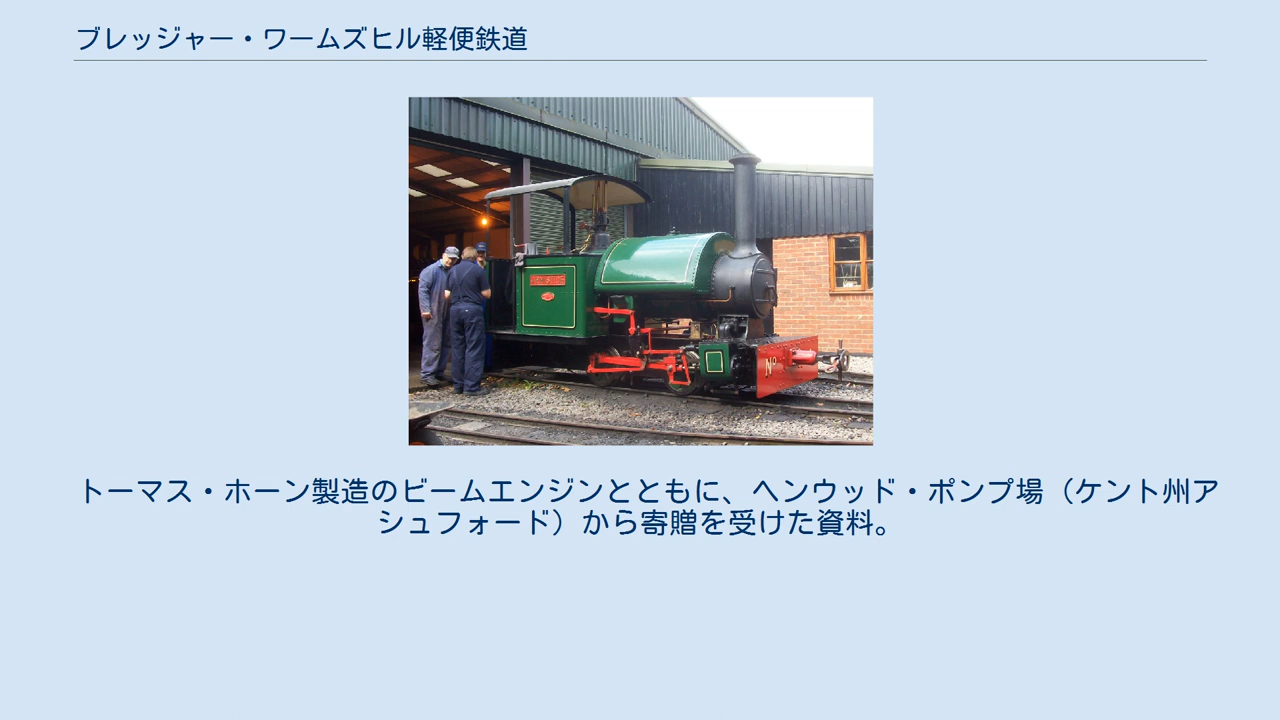 ブレッジャー・ワームズヒル軽便鉄道
Nº
トーマス・ホーン製造のビームエンジンとともに、ヘンウッド・ポンプ場（ケント州ア
シュフォード）から寄贈を受けた資料。